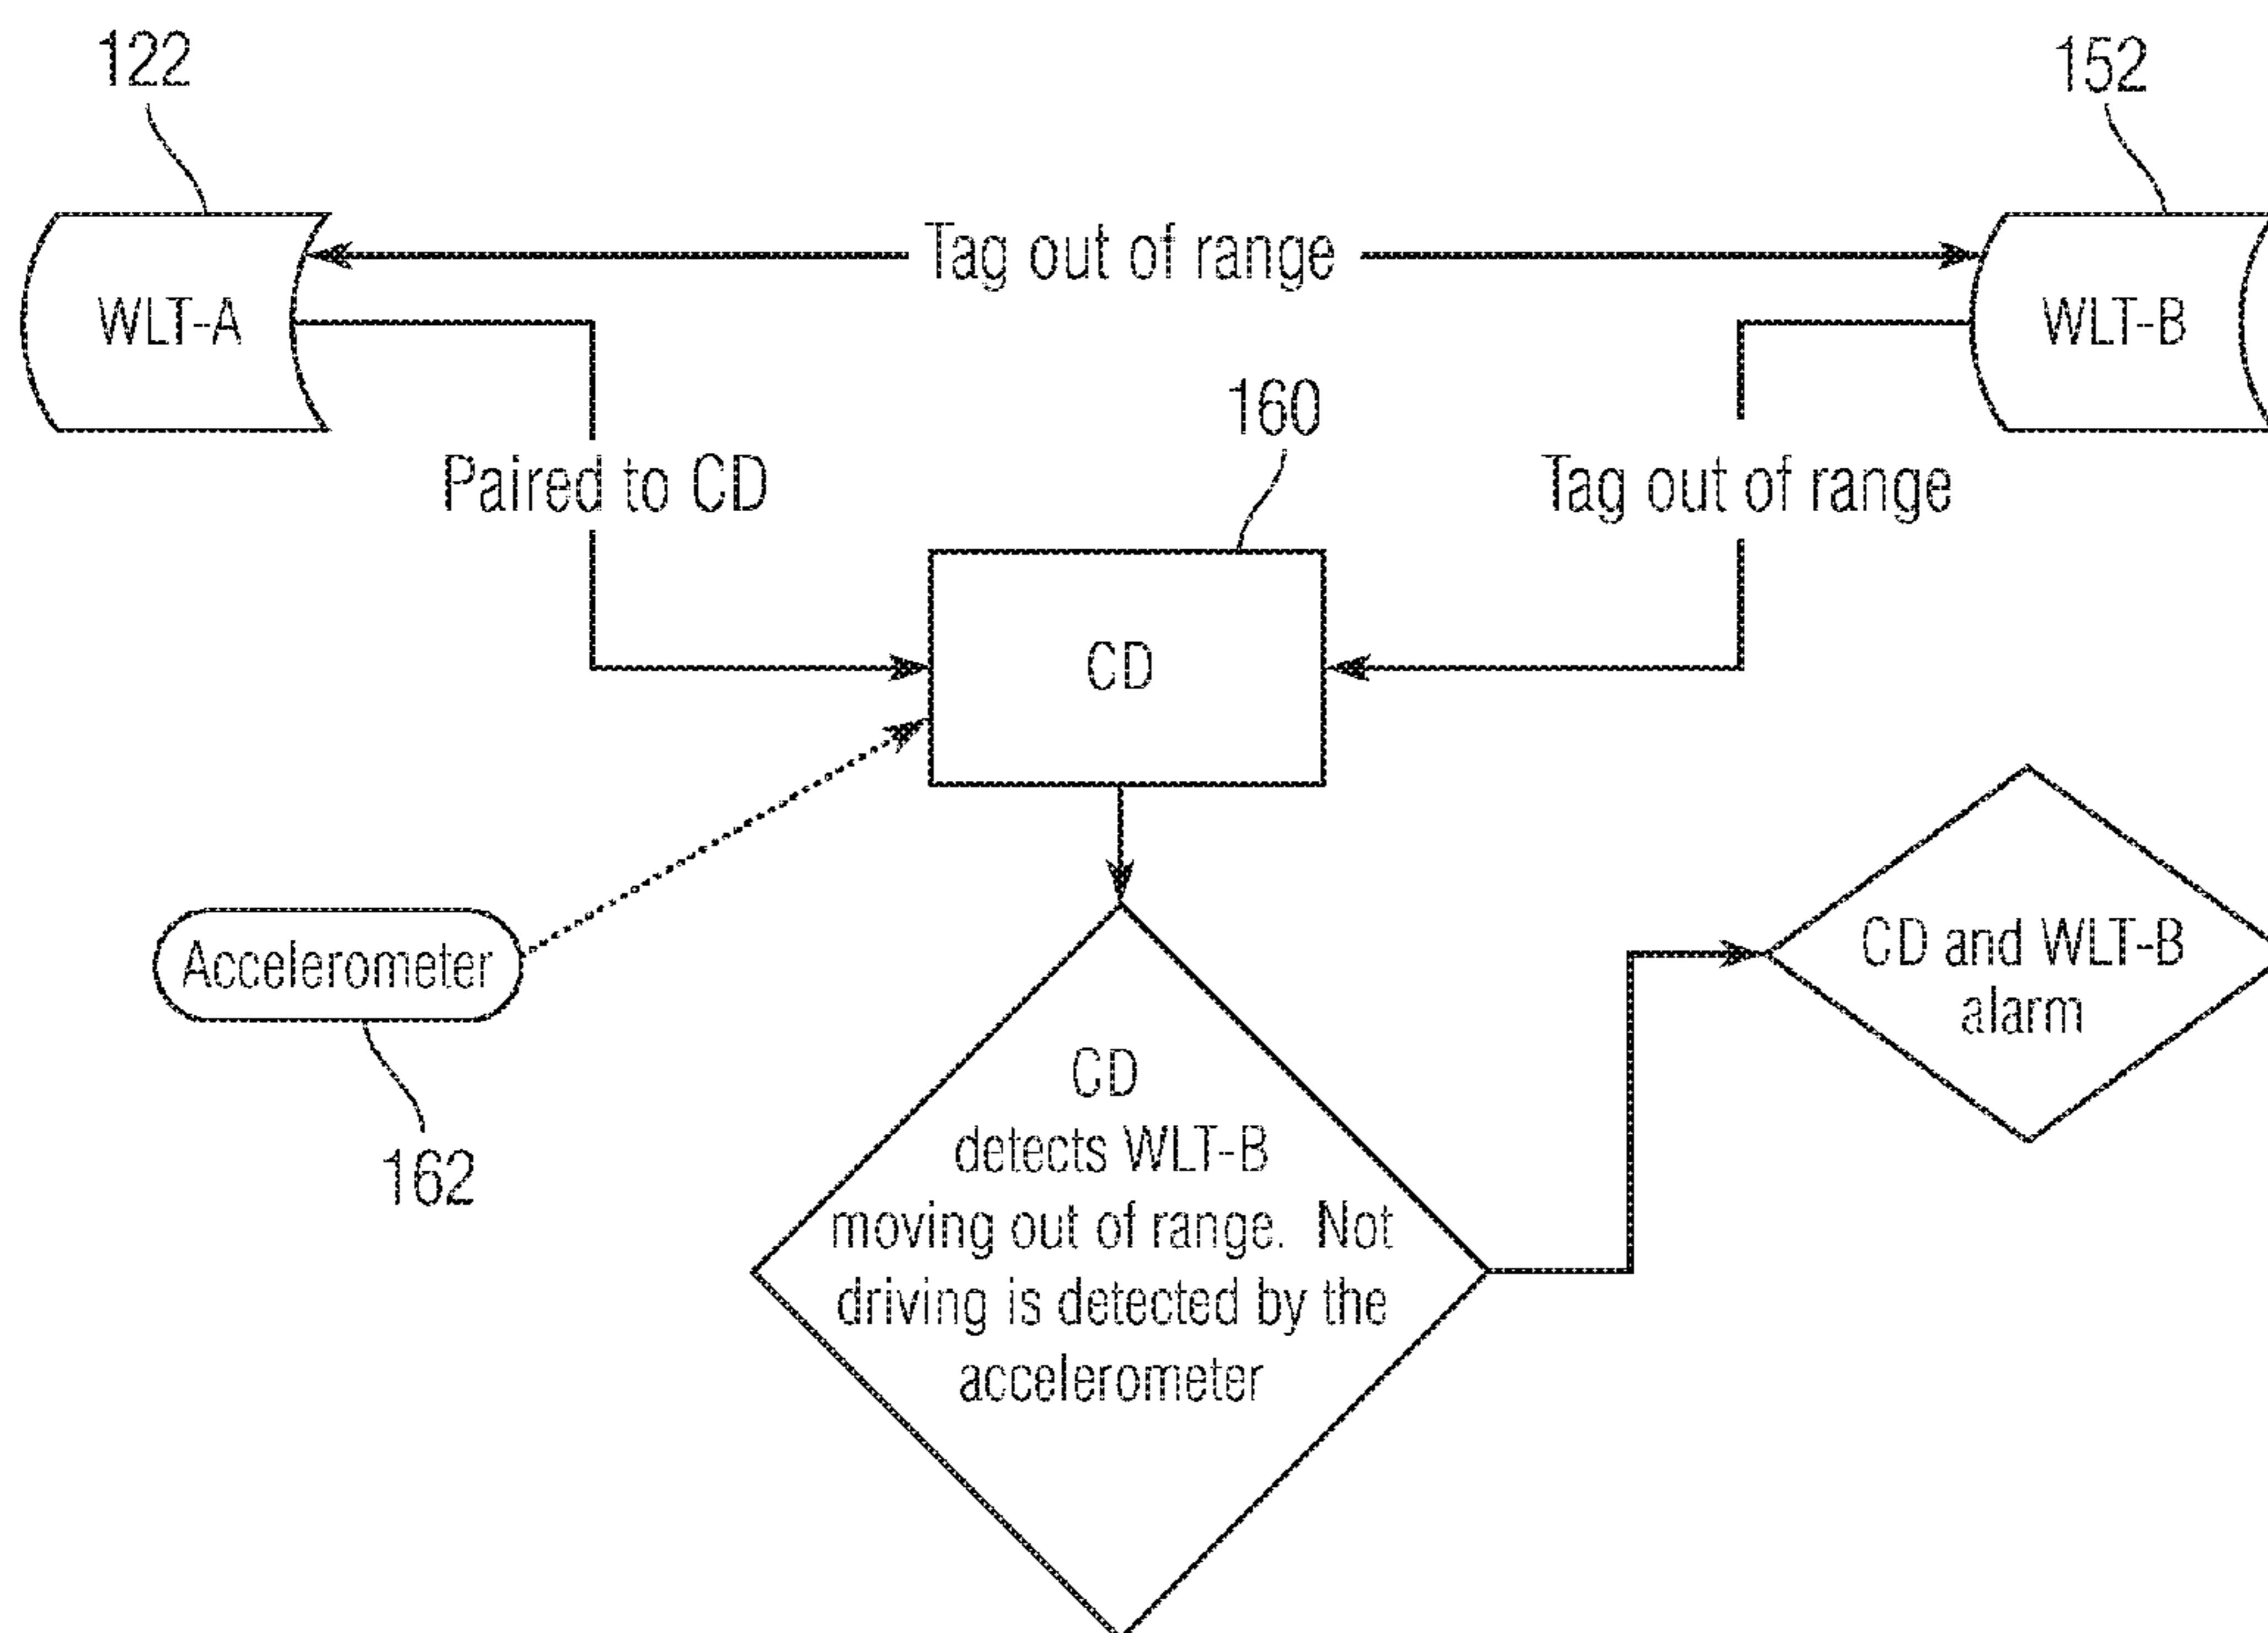 122
152
Tag out of range
WLT-A
WLT-B
160
Paired to CD
Tag out of range
CD
Accelerometer
CD and WLT-B
alarm
162
CD
detects WLT-B
moving out of range. Not
driving is detected by the
accelerometer